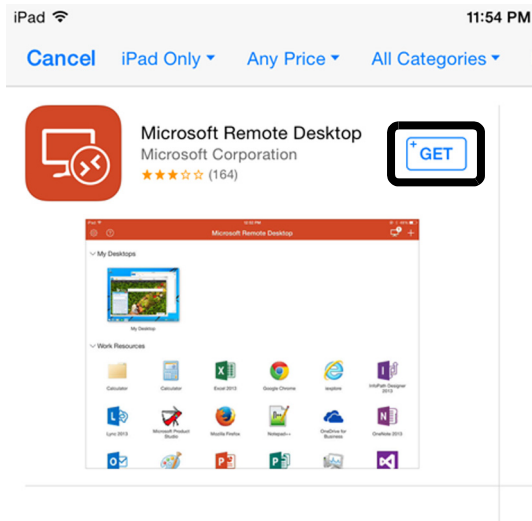 iPad 11:54 PM
Cancel iPad Only All Categories Any Price
Microsoft Remote Desktop
Microsoft Corporation
(164)
+ GET
Microsoft Remote Desktop
My Desktops
My Desktop
Work Resources
Calculator Calculator Excel 2013 Google Chrome iexplore InfoPath Designer 2013
Lync 2013 Microsoft Product Studio Mozilla Firefox Notepad++ OneDrive for Business OneNote 2013